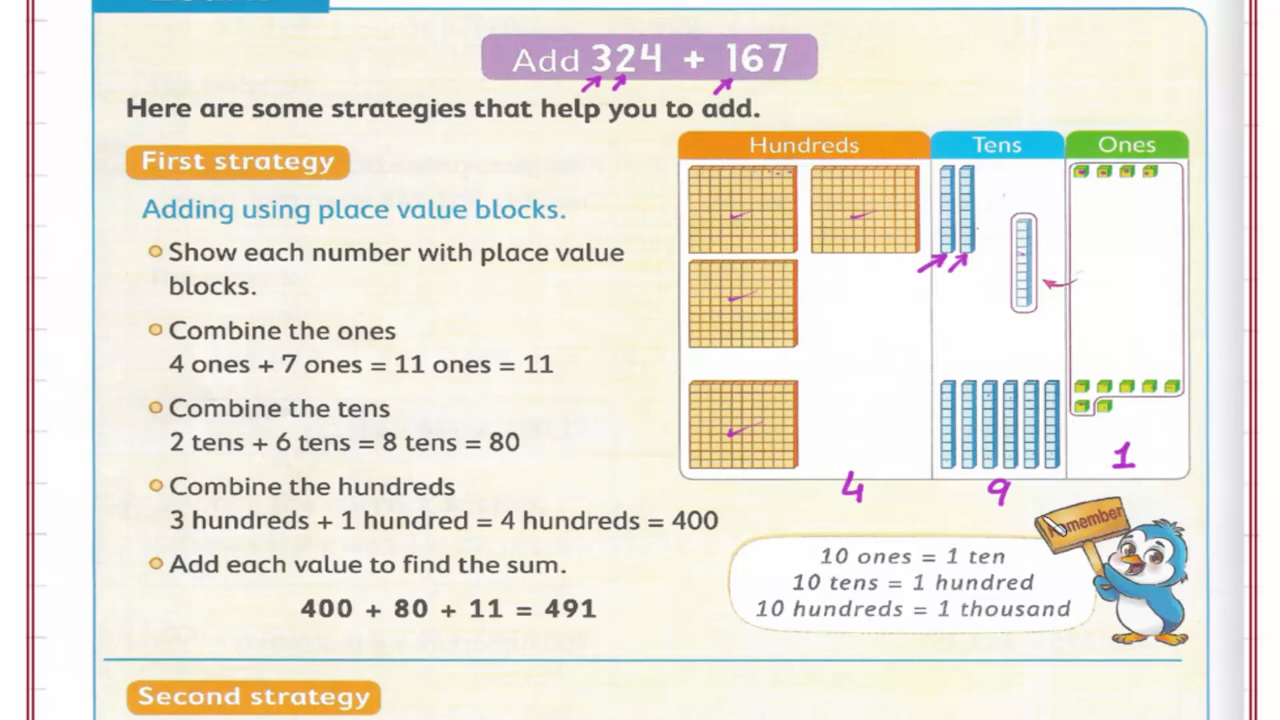 Add 324 + 167
Here are some strategies that help you to add.
First strategy
Adding using place value blocks.
Show each number with place value
blocks.
Combine the ones
4 ones + 7 ones = 11 ones = 11
Combine the tens
2 tens + 6 tens = 8 tens = 80
Combine the hundreds
3 hundreds + 1 hundred = 4 hundreds = 400
Add each value to find the sum.
400 + 80 + 11 = 491
Hundreds Tens Ones
4 9 1
10 ones = 1 ten
10 tens = 1 hundred
10 hundreds = 1 thousand
Second strategy